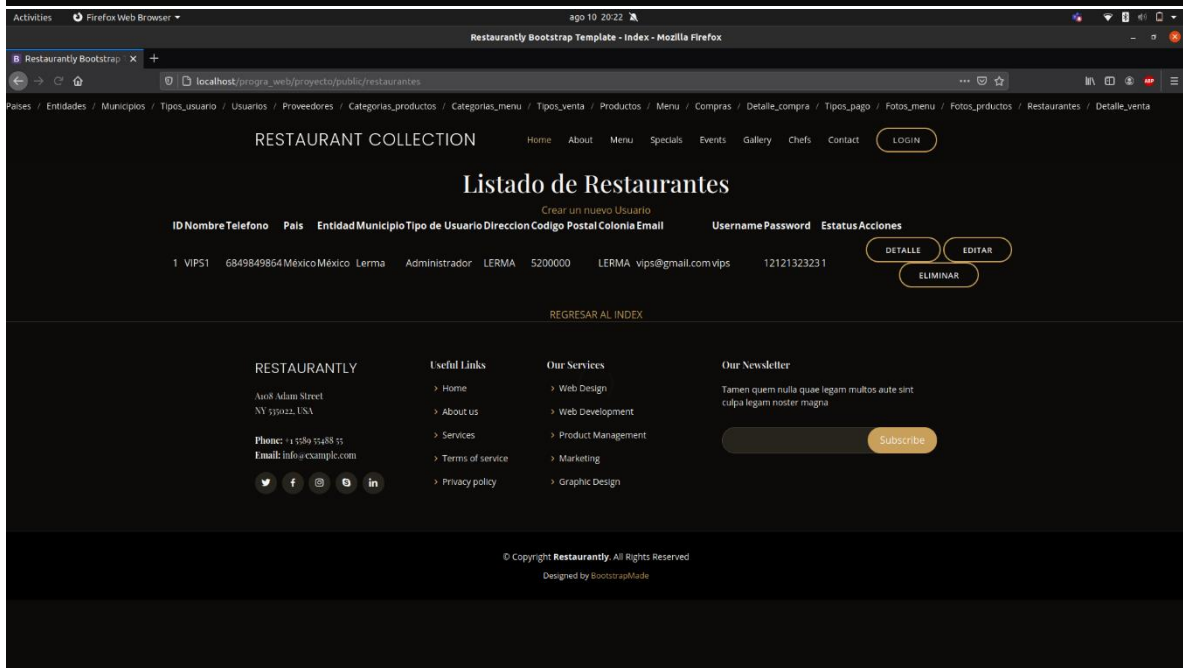 Activities Firefox Web Browser ago 10 20:22
Restaurantly Bootstrap Template - Index - Mozilla Firefox
B Restaurantly Bootstrap T × +
localhost/progra_web/proyecto/public/restaurantes ABP
Paises / Entidades / Municipios / Tipos_usuario / Usuarios / Proveedores / Categorias_productos / Categorias_menu / Tipos_venta / Productos / Menu / Compras / Detalle_compra / Tipos_pago / Fotos_menu / Fotos_prductos / Restaurantes / Detalle_venta
RESTAURANT COLLECTION Home About Menu Specials Events Gallery Chefs Contact LOGIN
Listado de Restaurantes
Crear un nuevo Usuario
ID Nombre Telefono Pais Entidad Municipio Tipo de Usuario DIreccion Codigo Postal Colonia Email Username Password Estatus Acciones
1 VIPS1 6849849864 México México Lerma Administrador LERMA 5200000 LERMA vips@gmail.com vips 1212132323 1 DETALLE EDITAR
ELIMINAR
REGRESAR AL INDEX
RESTAURANTLY
A108 Adam Street
NY 535022, USA
Phone: +1 5589 55488 55
Email: info@example.com
in
Useful Links
> Home
> About us
> Services
> Terms of service
> Privacy policy
Our Services
> Web Design
> Web Development
> Product Management
> Marketing
> Graphic Design
Our Newsletter
Tamen quem nulla quae legam multos aute sint
culpa legam noster magna
Subscribe
© Copyright Restaurantly. All Rights Reserved
Designed by BootstrapMade